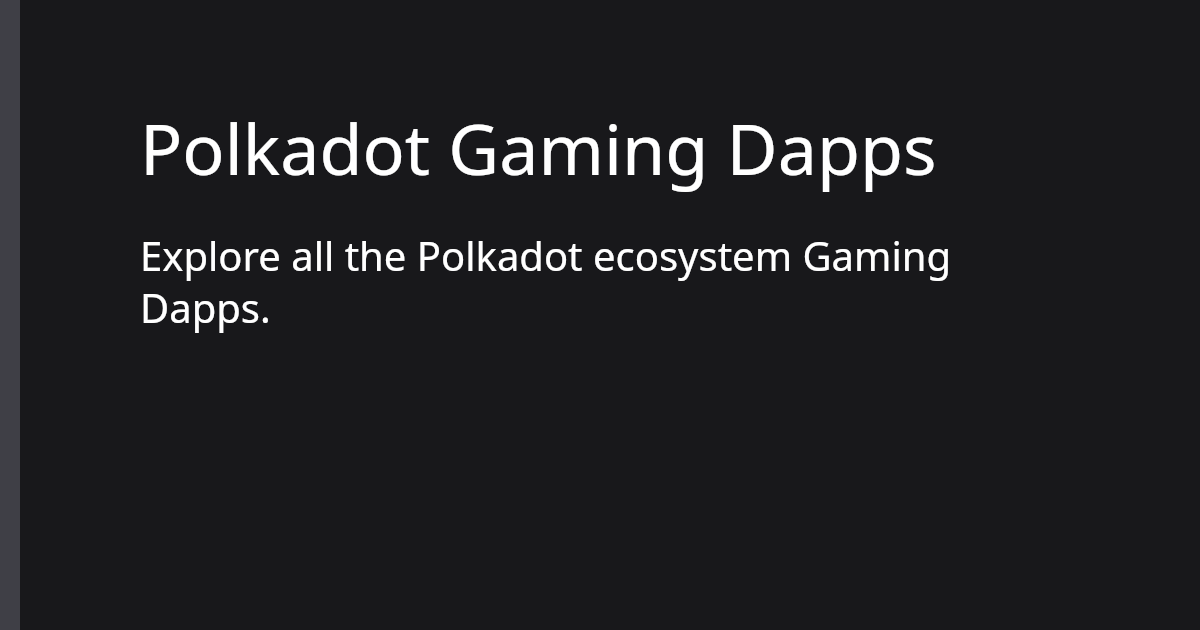 Polkadot Gaming Dapps
Explore all the Polkadot ecosystem Gaming
Dapps.